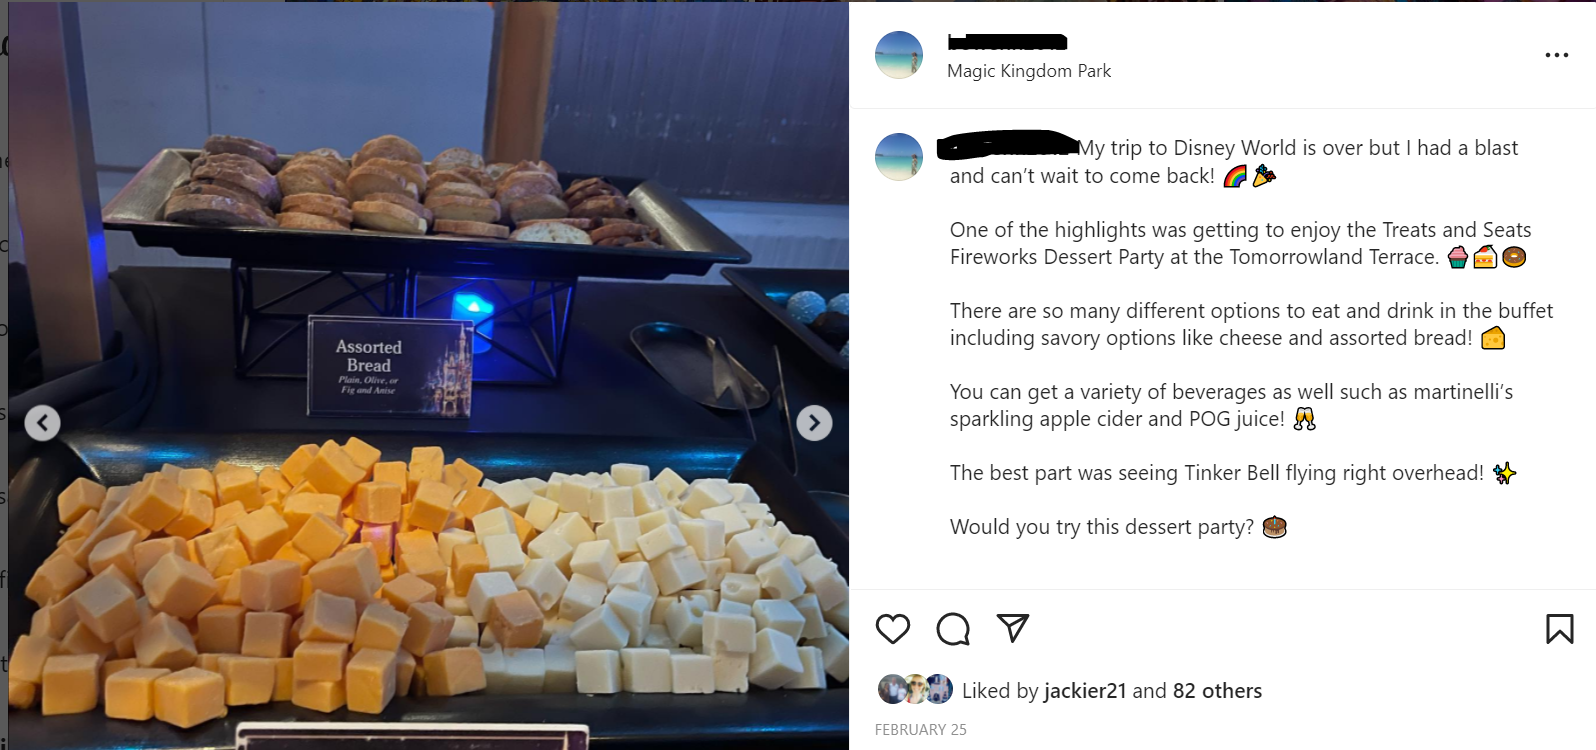 Assorted
Bread
Plain, Olive, or
Fig and Anise
Magic Kingdom Park
My trip to Disney World is over but I had a blast
and can't wait to come back! 🌈🎉
One of the highlights was getting to enjoy the Treats and Seats
Fireworks Dessert Party at the Tomorrowland Terrace. 🧁🍰🍩
There are so many different options to eat and drink in the buffet
including savory options like cheese and assorted bread! 🧀
You can get a variety of beverages as well such as martinelli's
sparkling apple cider and POG juice! 🥂
The best part was seeing Tinker Bell flying right overhead! ✨
Would you try this dessert party? 🎂
Liked by jackier21 and 82 others
FEBRUARY 25